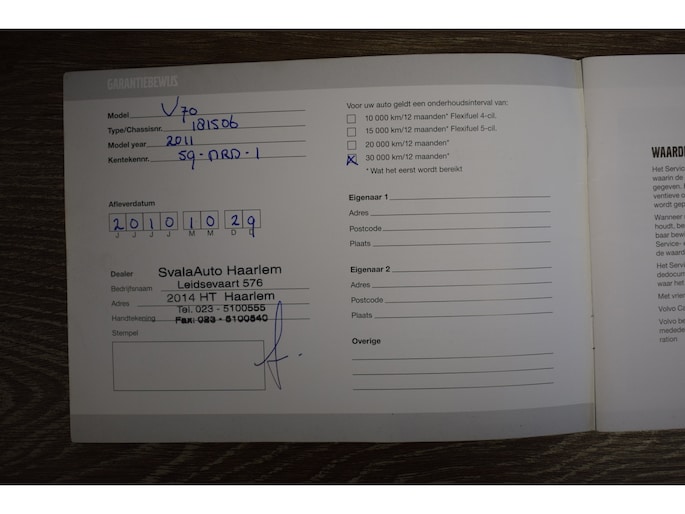 GARANTIEBEWIJS
Model V70
Type/Chassisnr. 181506
Model year 2011
Kentekennr. 59-NRD-1
Afleverdatum
2 0 1 0 1 0 2 9
J J J J M M D D
Dealer SvalaAuto Haarlem
Bedrijfsnaam Leidsevaart 576
Adres 2014 HT Haarlem
Tel. 023 - 5100555
Handtekening Fax: 023 - 5100540
Stempel
Voor uw auto geldt een onderhoudsinterval van:
10 000 km/12 maanden* Flexifuel 4-cil.
15 000 km/12 maanden* Flexifuel 5-cil.
20 000 km/12 maanden*
30 000 km/12 maanden*
* Wat het eerst wordt bereikt
Eigenaar 1
Adres
Postcode
Plaats
Eigenaar 2
Adres
Postcode
Plaats
Overige
Het Servic
waarin de
gegeven.
ventieve o
wordt gep
Wanneer
houdt, be
baar bewi
Service- e
de waard
Het Servi
dedocum
waar het
Met vrien
Volvo Ca
Volvo be
medede
ration